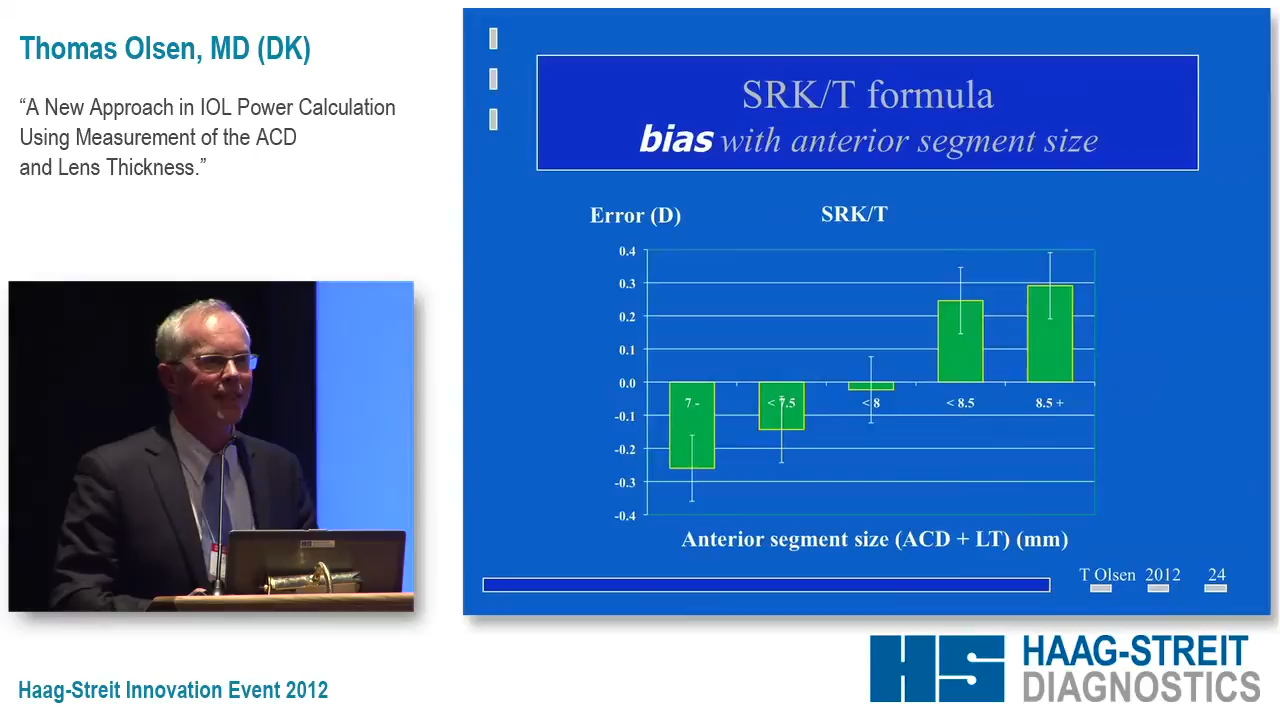 Thomas Olsen, MD (DK)
“A New Approach in IOL Power Calculation
Using Measurement of the ACD
and Lens Thickness.”
SRK/T formula
bias with anterior segment size
Error (D)
SRK/T
0.4
0.3
0.2
0.1
0.0
-0.1
-0.2
-0.3
-0.4
7 -
< 7.5
< 8
< 8.5
8.5 +
Anterior segment size (ACD + LT) (mm)
T Olsen 2012 24
HS
HAAG-STREIT
DIAGNOSTICS
Haag-Streit Innovation Event 2012